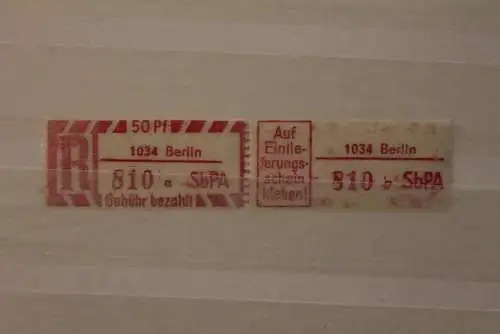 50 Pf
R
1034 Berlin
810 a SbPA
Gebühr bezahlt
Auf
Einlie-
ferungs-
schein
kleben!
1034 Berlin
810 b SbPA